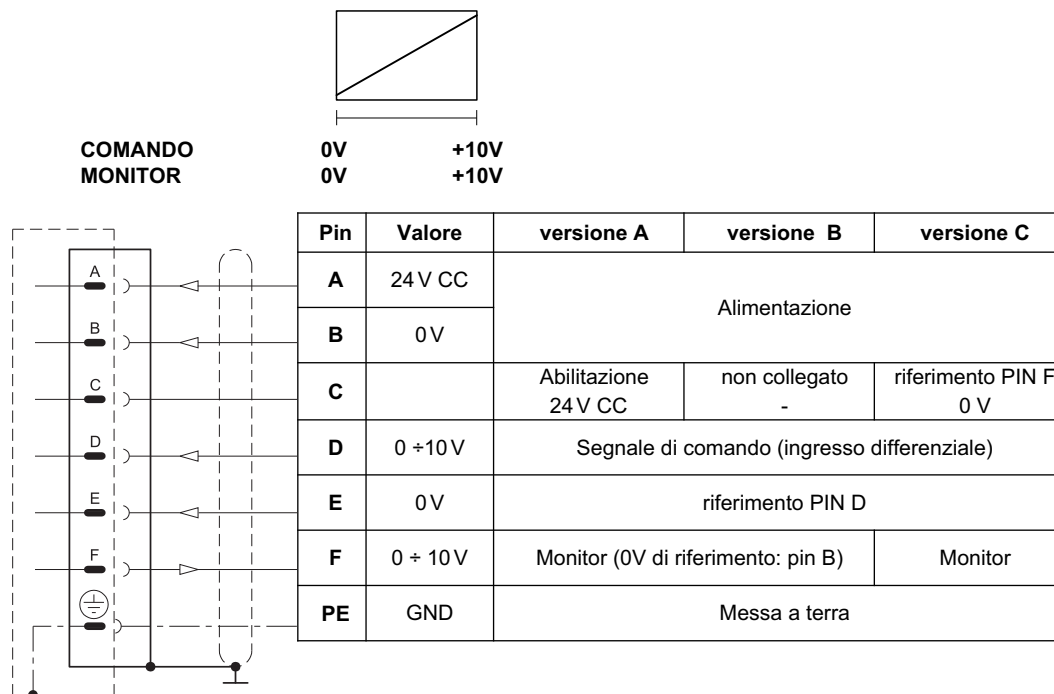 COMANDO 0V +10V
MONITOR 0V +10V
Pin Valore versione A versione B versione C
A A 24 V CC Alimentazione
B B 0 V
C C Abilitazione non collegato riferimento PIN F
24 V CC - 0 V
D D 0 ÷10 V Segnale di comando (ingresso differenziale)
E E 0 V riferimento PIN D
F F 0 ÷ 10 V Monitor (0V di riferimento: pin B) Monitor
PE GND Messa a terra